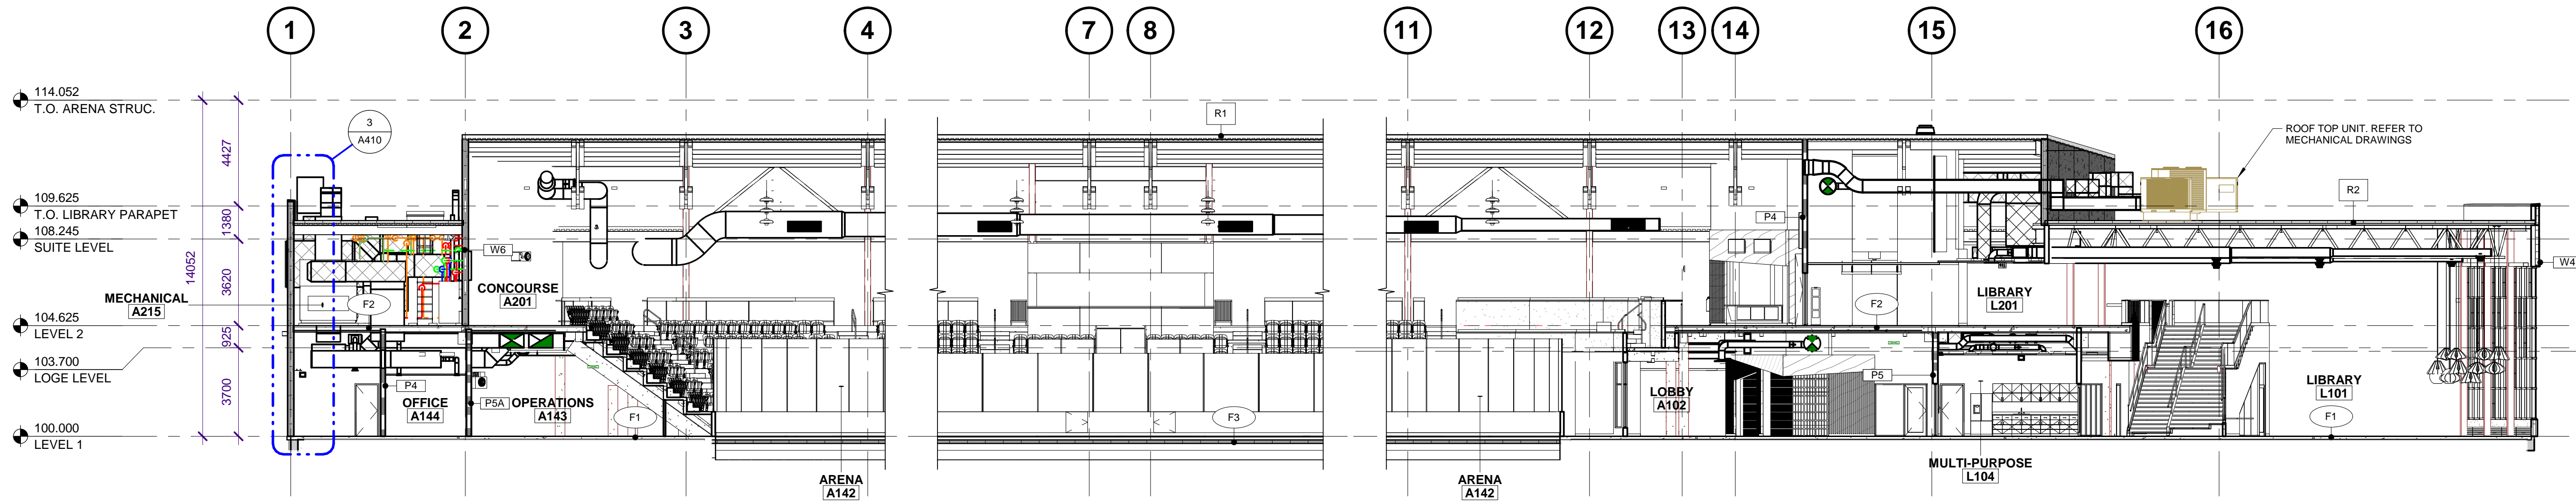 1
2
3
4
7
8
11
12
13
14
15
16
114.052
T.O. ARENA STRUC.
109.625
T.O. LIBRARY PARAPET
108.245
SUITE LEVEL
104.625
LEVEL 2
103.700
LOGE LEVEL
100.000
LEVEL 1
14052
4427
1380
3620
925
3700
3
A410
R1
ROOF TOP UNIT. REFER TO
MECHANICAL DRAWINGS
R2
P4
W6
W4
MECHANICAL
A215
F2
CONCOURSE
A201
F2
LIBRARY
L201
P4
OFFICE
A144
P5A
OPERATIONS
A143
F1
F3
LOBBY
A102
P5
LIBRARY
L101
F1
ARENA
A142
ARENA
A142
MULTI-PURPOSE
L104